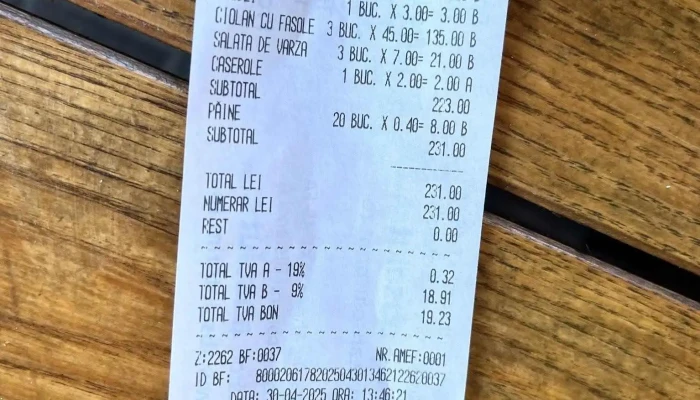 1 BUC. X 3.00= 3.00 B
CIOLAN CU FASOLE 3 BUC. X 45.00= 135.00 B
SALATA DE VARZA 3 BUC. X 7.00= 21.00 B
CASEROLE 1 BUC. X 2.00= 2.00 A
SUBTOTAL 223.00
PAINE 20 BUC. X 0.40= 8.00 B
SUBTOTAL 231.00
TOTAL LEI 231.00
NUMERAR LEI 231.00
REST 0.00
TOTAL TVA A - 19% 0.32
TOTAL TVA B - 9% 18.91
TOTAL TVA BON 19.23
Z:2262 BF:0037 NR.AMEF:0001
ID BF: 80002061782025043013462122620037
DATA: 30-04-2025 ORA: 13:46:21